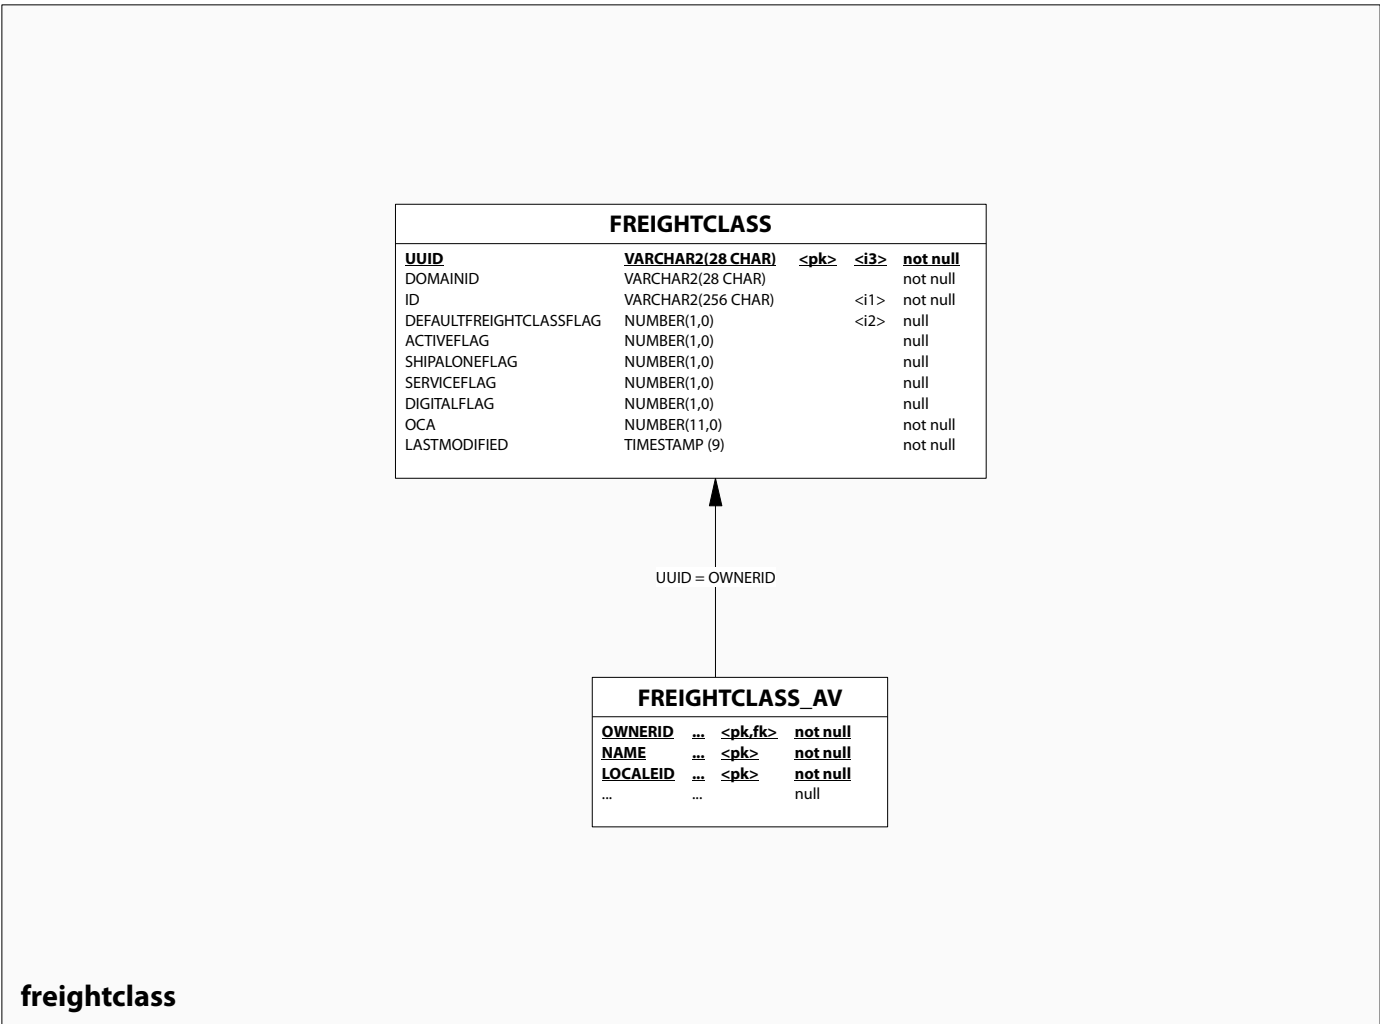 FREIGHTCLASS
UUID VARCHAR2(28 CHAR) <pk> <i3> not null
DOMAINID VARCHAR2(28 CHAR) not null
ID VARCHAR2(256 CHAR) <i1> not null
DEFAULTFREIGHTCLASSFLAG NUMBER(1,0) <i2> null
ACTIVEFLAG NUMBER(1,0) null
SHIPALONEFLAG NUMBER(1,0) null
SERVICEFLAG NUMBER(1,0) null
DIGITALFLAG NUMBER(1,0) null
OCA NUMBER(11,0) not null
LASTMODIFIED TIMESTAMP (9) not null
UUID = OWNERID
FREIGHTCLASS_AV
OWNERID ... <pk,fk> not null
NAME ... <pk> not null
LOCALEID ... <pk> not null
... ... null
freightclass